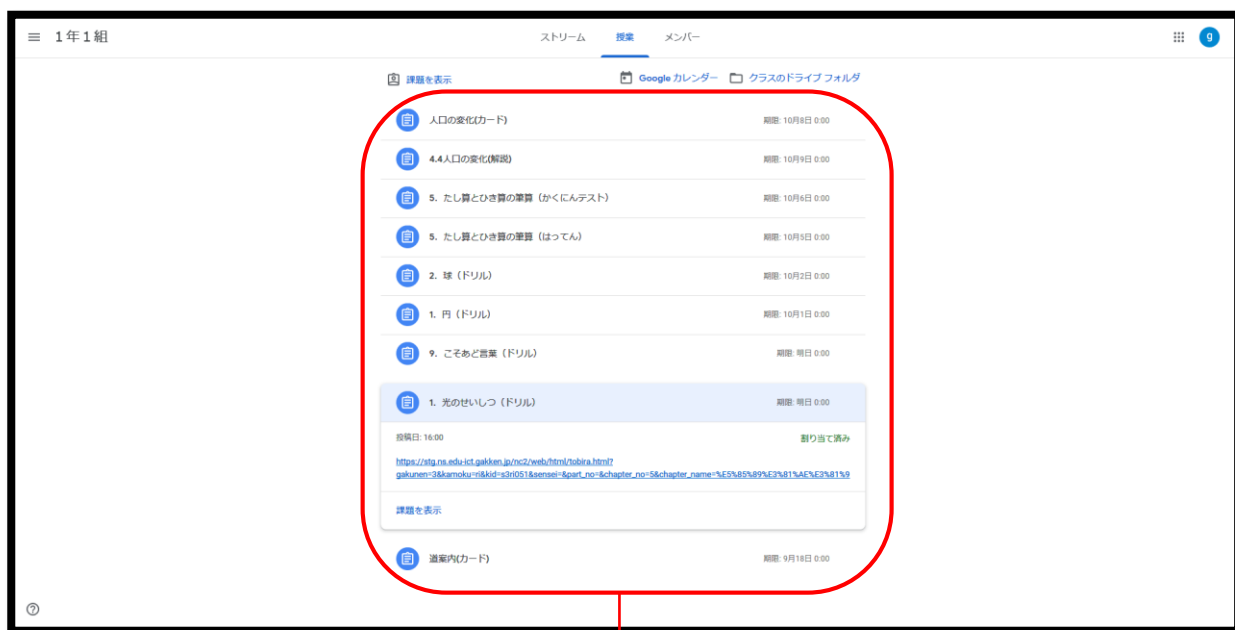 1年1組
ストリーム 授業 メンバー
g
課題を表示 Google カレンダー クラスのドライブ フォルダ
人口の変化(カード) 期限: 10月8日 0:00
4.4人口の変化(解説) 期限: 10月9日 0:00
5. たし算とひき算の筆算（かくにんテスト） 期限: 10月6日 0:00
5. たし算とひき算の筆算（はってん） 期限: 10月5日 0:00
2. 球（ドリル） 期限: 10月2日 0:00
1. 円（ドリル） 期限: 10月1日 0:00
9. こそあど言葉（ドリル） 期限: 明日 0:00
1. 光のせいしつ（ドリル） 期限: 明日 0:00
投稿日: 16:00 割り当て済み
https://stg.ns.edu-ict.gakken.jp/nc2/web/html/tobira.html?
gakunen=3&kamoku=ri&kid=s3ri051&sensei=&part_no=&chapter_no=5&chapter_name=%E5%85%89%E3%81%AE%E3%81%9
課題を表示
道案内(カード) 期限: 9月18日 0:00